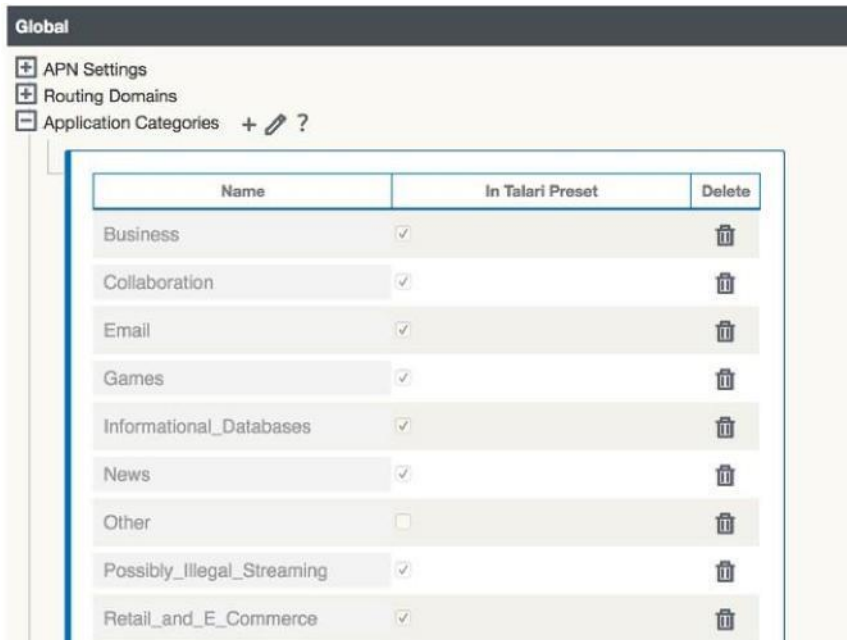 Global
APN Settings
Routing Domains
Application Categories + ?
Name In Talari Preset Delete
Business
Collaboration
Email
Games
Informational_Databases
News
Other
Possibly_Illegal_Streaming
Retail_and_E_Commerce